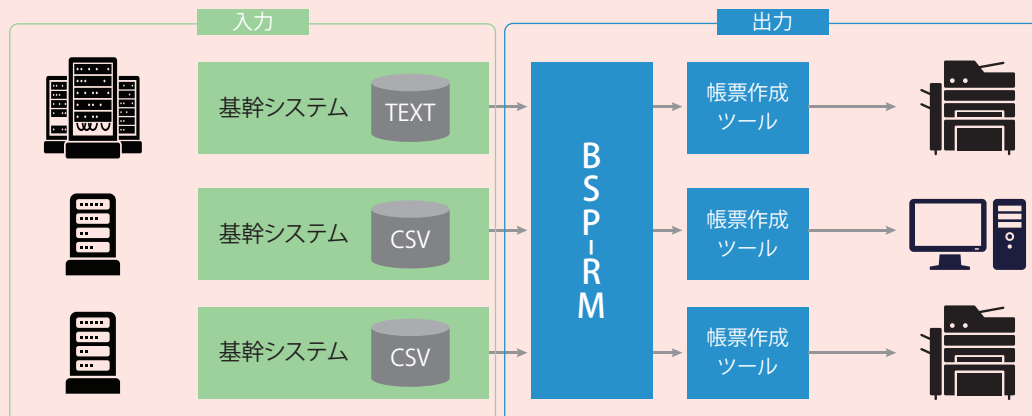 入力
出力
基幹システム
TEXT
BSP-RM
帳票作成
ツール
基幹システム
CSV
帳票作成
ツール
基幹システム
CSV
帳票作成
ツール